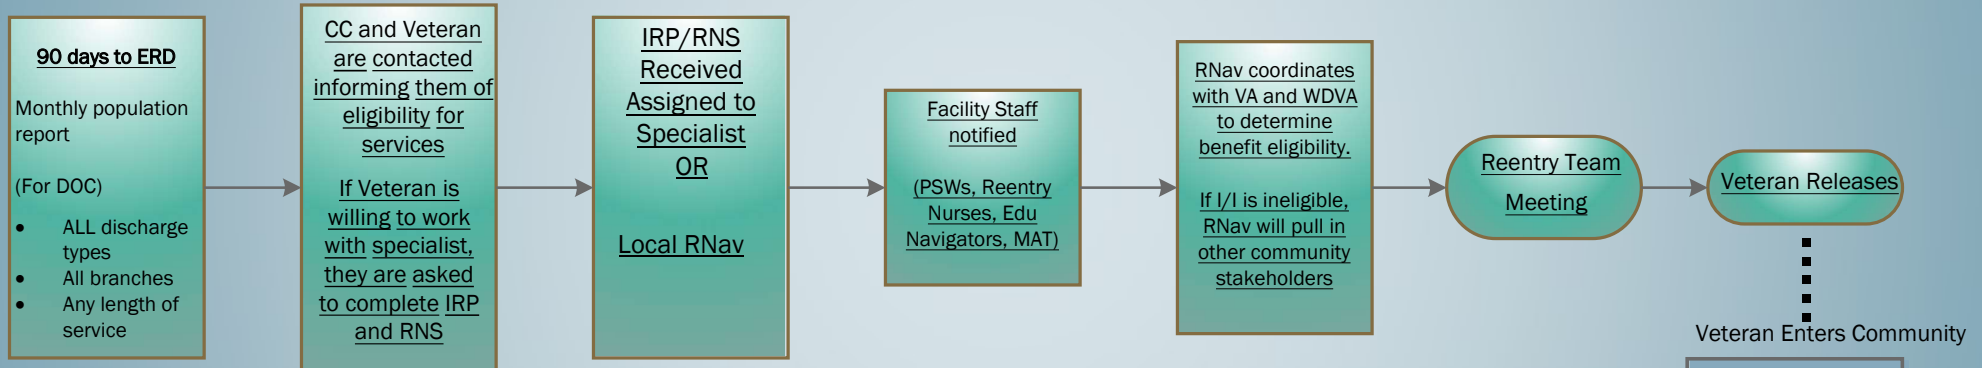 90 days to ERD
Monthly population
report
(For DOC)
• ALL discharge
types
• All branches
• Any length of
service
CC and Veteran
are contacted
informing them of
eligibility for
services
If Veteran is
willing to work
with specialist,
they are asked
to complete IRP
and RNS
IRP/RNS
Received
Assigned to
Specialist
OR
Local RNav
Facility Staff
notified
(PSWs, Reentry
Nurses, Edu
Navigators, MAT)
RNav coordinates
with VA and WDVA
to determine
benefit eligibility.
If I/I is ineligible,
RNav will pull in
other community
stakeholders
Reentry Team
Meeting
Veteran Releases
Veteran Enters Community